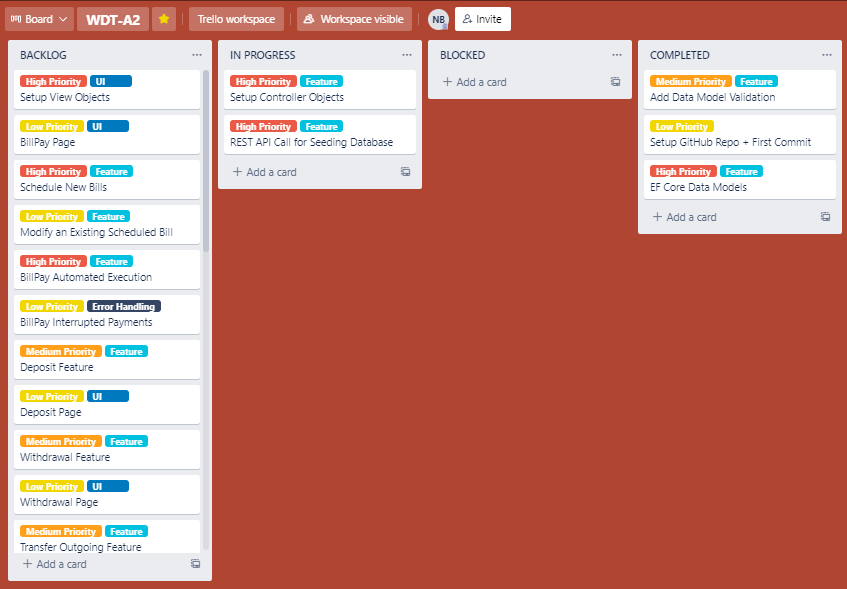 Board
WDT-A2
Trello workspace
Workspace visible
NB
Invite
BACKLOG
High Priority UI
Setup View Objects
Low Priority UI
BillPay Page
High Priority Feature
Schedule New Bills
Low Priority Feature
Modify an Existing Scheduled Bill
High Priority Feature
BillPay Automated Execution
Low Priority Error Handling
BillPay Interrupted Payments
Medium Priority Feature
Deposit Feature
Low Priority UI
Deposit Page
Medium Priority Feature
Withdrawal Feature
Low Priority UI
Withdrawal Page
Medium Priority Feature
Transfer Outgoing Feature
+ Add a card
IN PROGRESS
High Priority Feature
Setup Controller Objects
High Priority Feature
REST API Call for Seeding Database
+ Add a card
BLOCKED
+ Add a card
COMPLETED
Medium Priority Feature
Add Data Model Validation
Low Priority
Setup GitHub Repo + First Commit
High Priority Feature
EF Core Data Models
+ Add a card